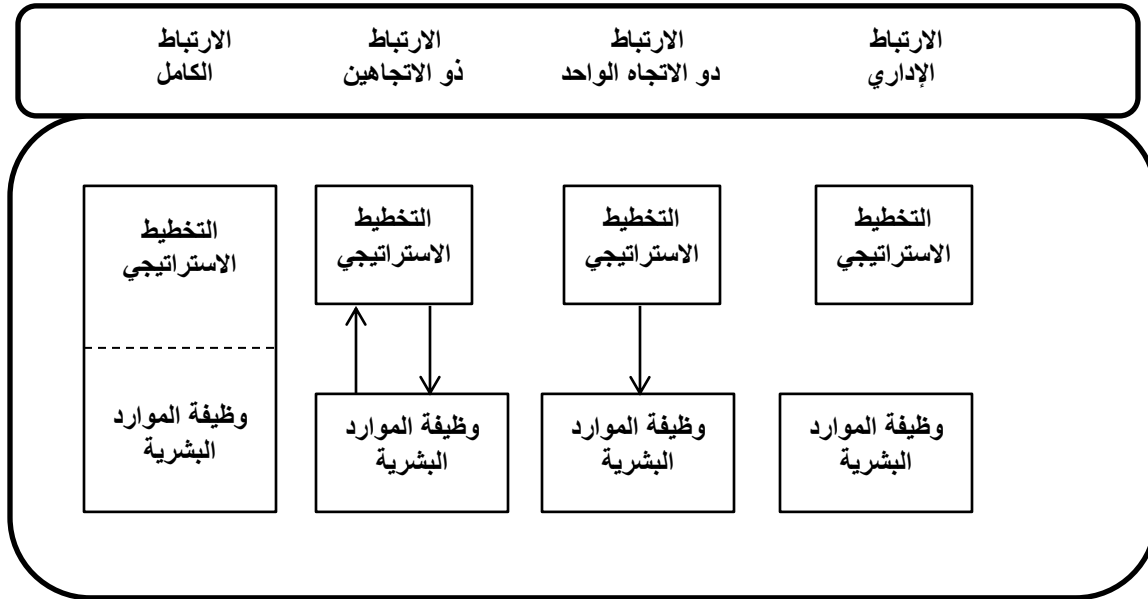 الارتباط
الإداري
الارتباط
دو الاتجاه الواحد
الارتباط
ذو الاتجاهين
الارتباط
الكامل
التخطيط
الاستراتيجي
التخطيط
الاستراتيجي
التخطيط
الاستراتيجي
التخطيط
الاستراتيجي
وظيفة الموارد
البشرية
وظيفة الموارد
البشرية
وظيفة الموارد
البشرية
وظيفة الموارد
البشرية